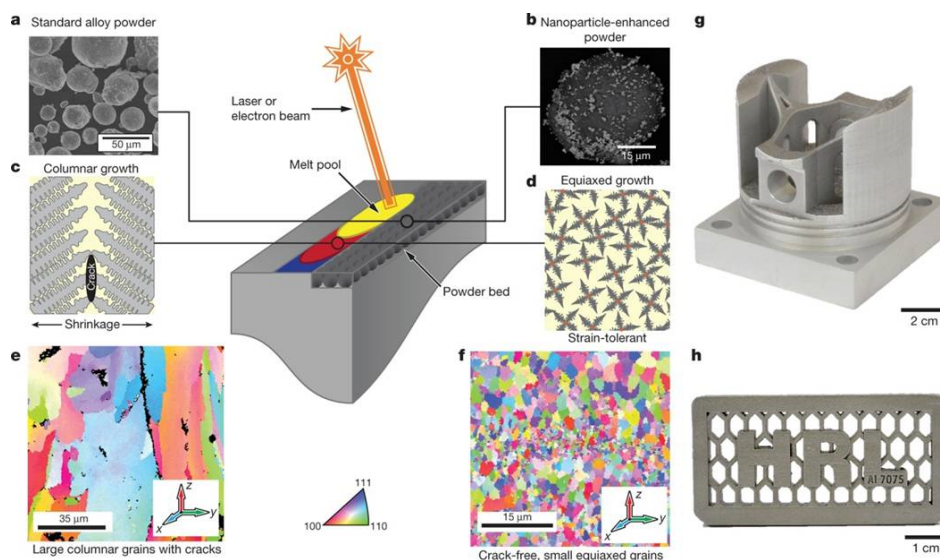 a
Standard alloy powder
50 μm
Laser or
electron beam
Melt pool
b
Nanoparticle-enhanced
powder
15 μm
c
Columnar growth
Crack
Shrinkage
d
Equiaxed growth
Strain-tolerant
Powder bed
e
35 μm
z
y
x
Large columnar grains with cracks
111
100
110
f
15 μm
z
y
x
Crack-free, small equiaxed grains
g
2 cm
h
HRL
Al 7075
1 cm